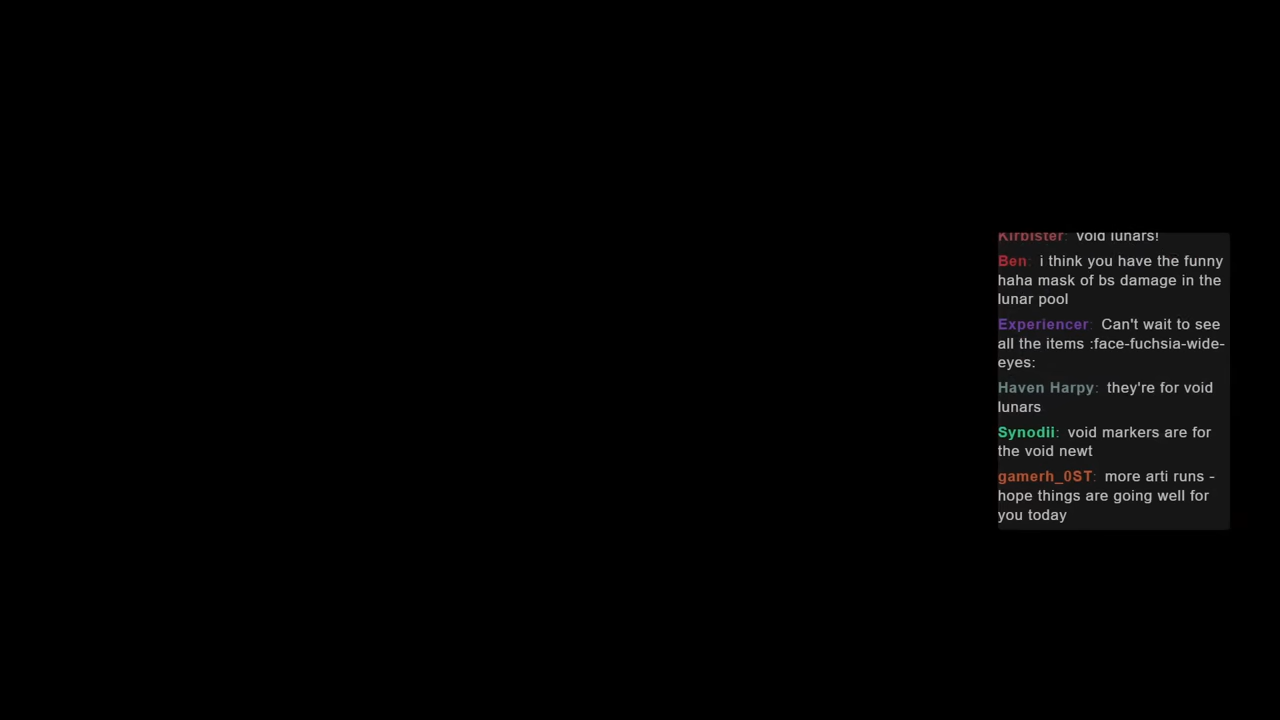 Kirbister: void lunars!
Ben: i think you have the funny
haha mask of bs damage in the
lunar pool
Experiencer: Can't wait to see
all the items :face-fuchsia-wide-
eyes:
Haven Harpy: they're for void
lunars
Synodii: void markers are for
the void newt
gamerh_0ST: more arti runs -
hope things are going well for
you today